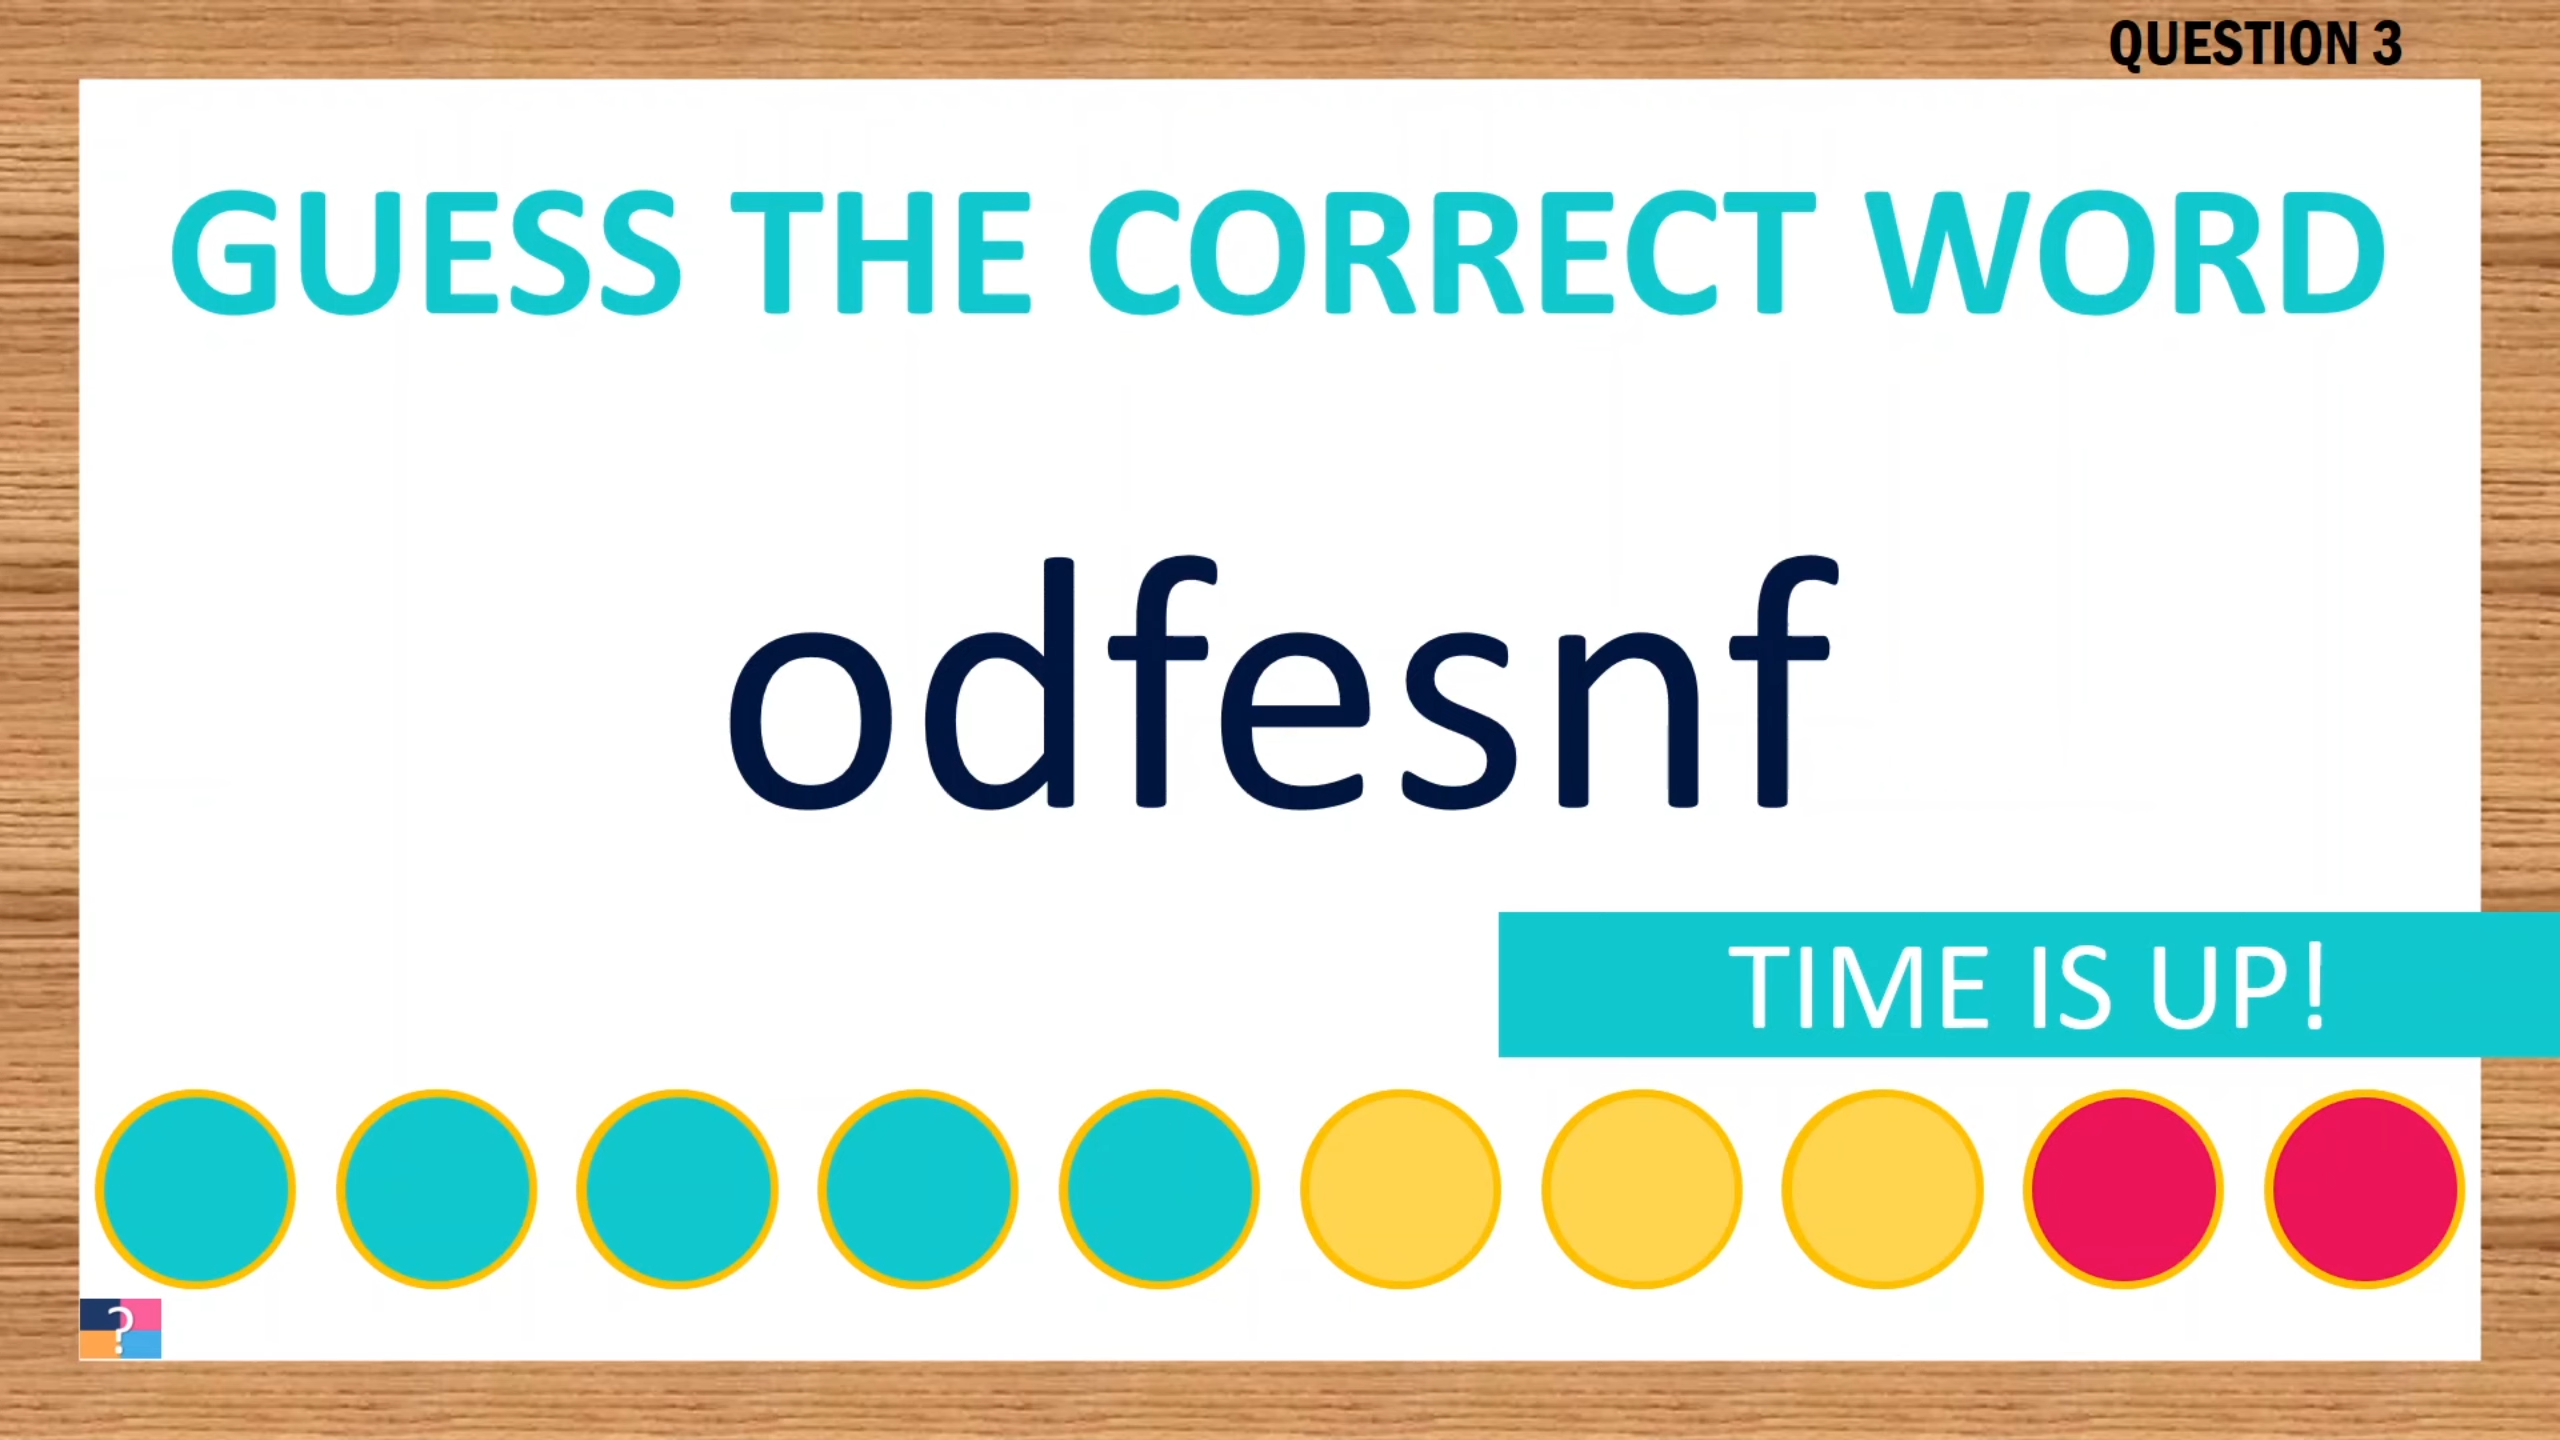 QUESTION 3
GUESS THE CORRECT WORD
odfesnf
TIME IS UP!
?